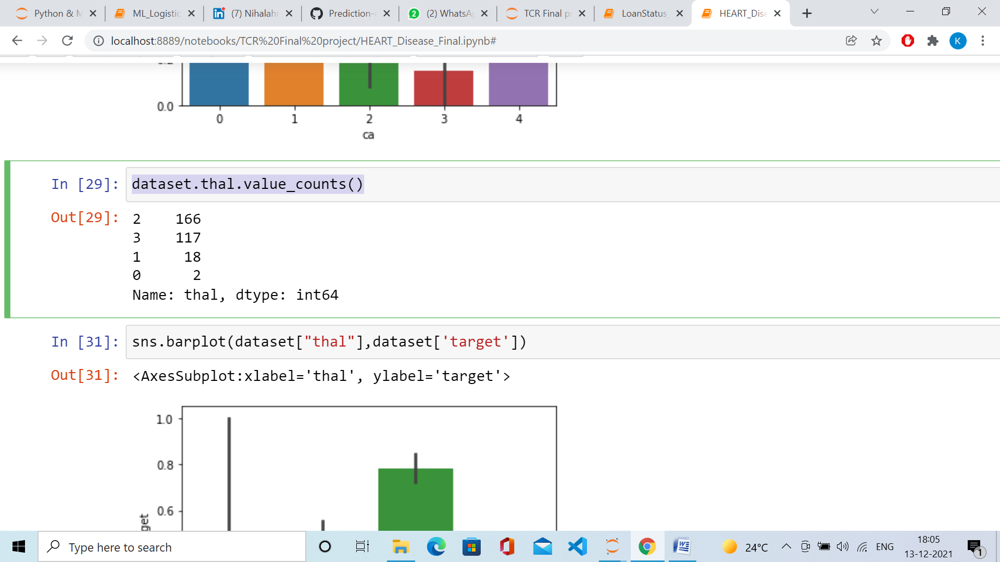 Python & M
ML_Logistic
(7) Nihalahm
Prediction-
(2) WhatsAp
TCR Final pr
LoanStatus_
HEART_Dise
localhost:8889/notebooks/TCR%20Final%20project/HEART_Disease_Final.ipynb#
K
0.0
0 1 2 3 4
ca
In [29]: dataset.thal.value_counts()
Out[29]: 2 166
3 117
1 18
0 2
Name: thal, dtype: int64
In [31]: sns.barplot(dataset["thal"],dataset['target'])
Out[31]: <AxesSubplot:xlabel='thal', ylabel='target'>
1.0
0.8
0.6
get
Type here to search
24°C
ENG
18:05
13-12-2021
1